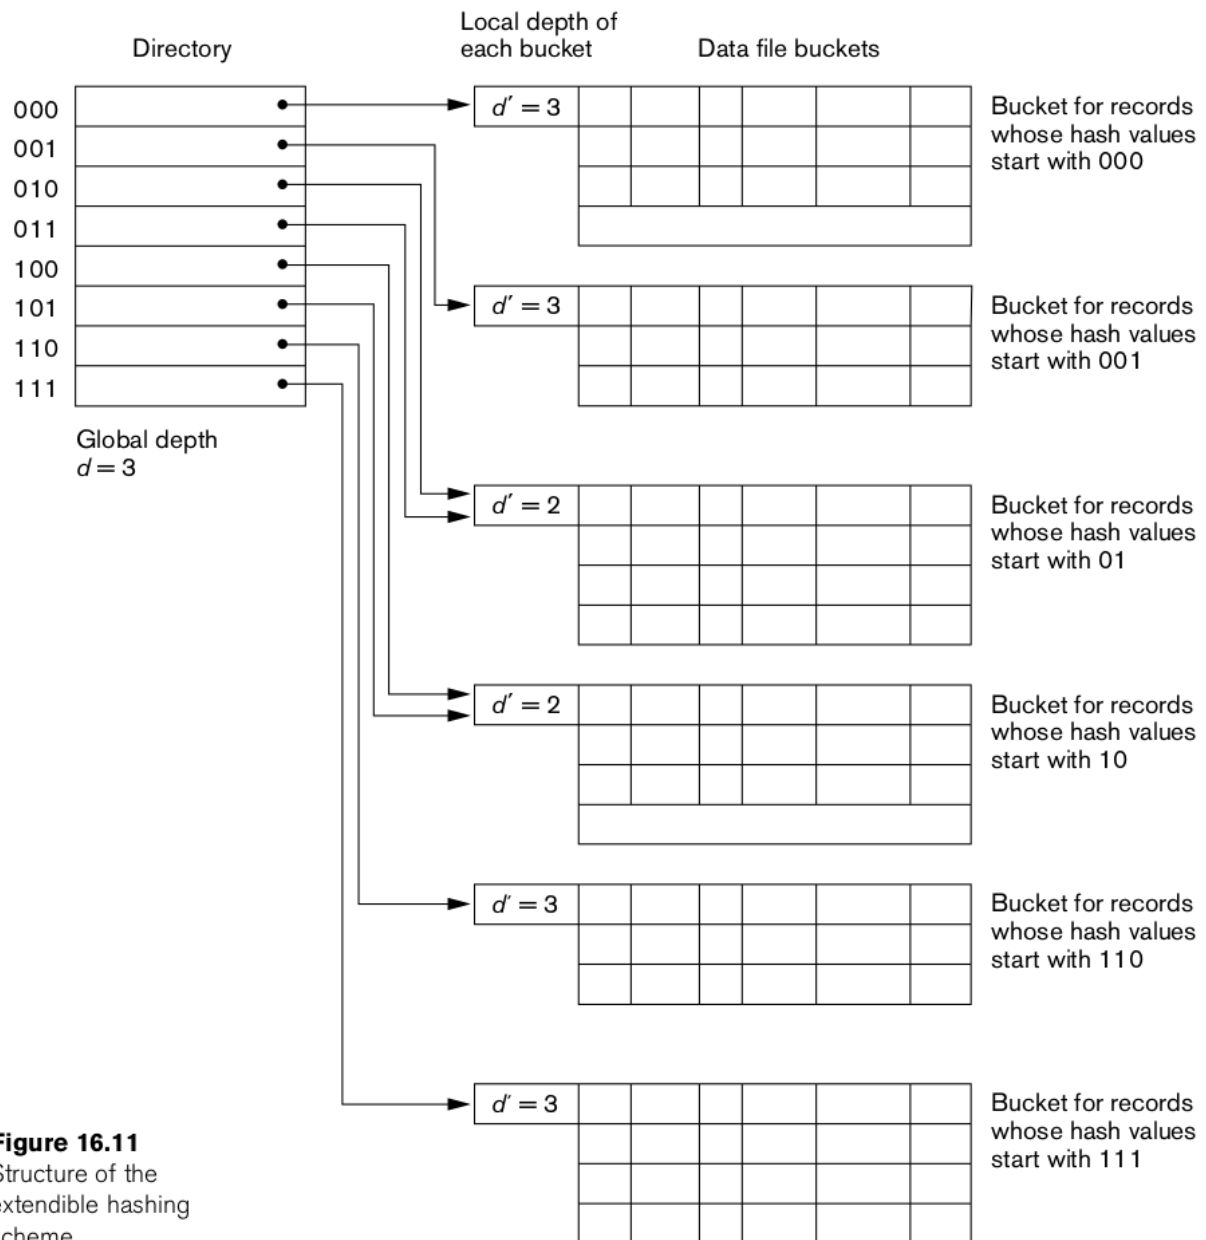 Directory
Local depth of
each bucket
Data file buckets
000
001
010
011
100
101
110
111
Global depth
d = 3
d′ = 3
Bucket for records
whose hash values
start with 000
d′ = 3
Bucket for records
whose hash values
start with 001
d′ = 2
Bucket for records
whose hash values
start with 01
d′ = 2
Bucket for records
whose hash values
start with 10
d′ = 3
Bucket for records
whose hash values
start with 110
d′ = 3
Bucket for records
whose hash values
start with 111
Figure 16.11
Structure of the
extendible hashing
scheme